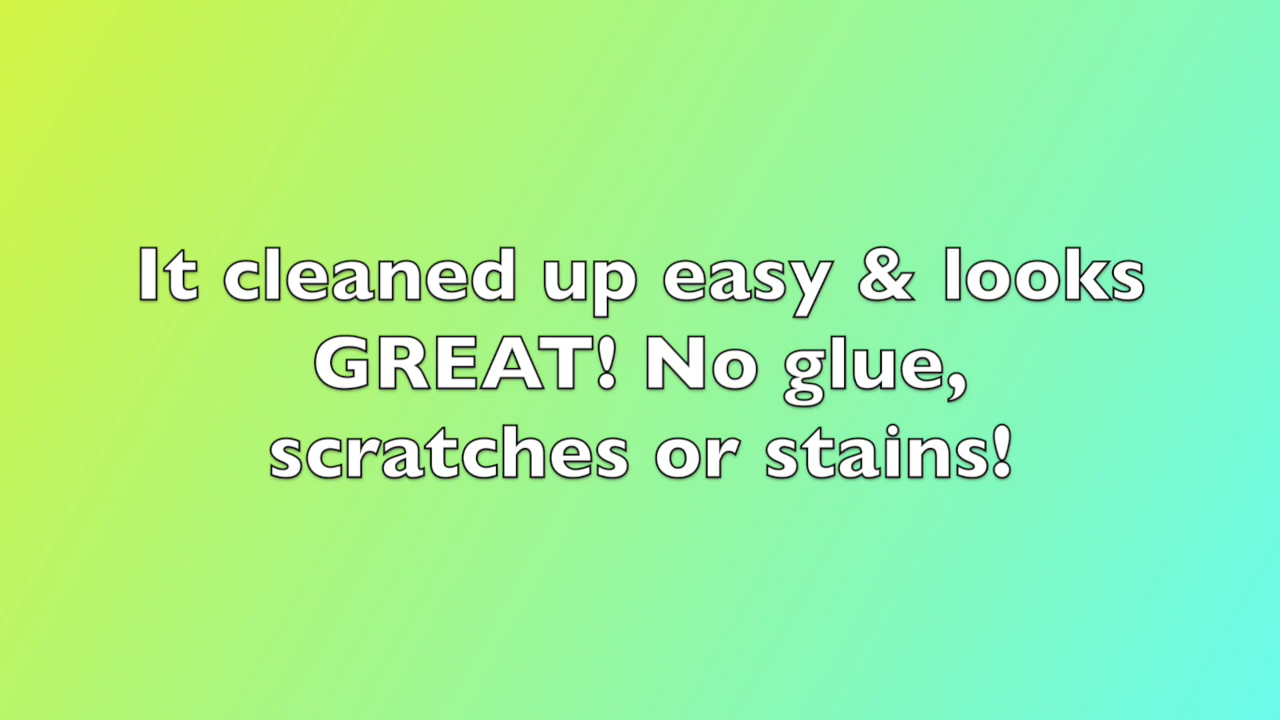 It cleaned up easy & looks
GREAT! No glue,
scratches or stains!